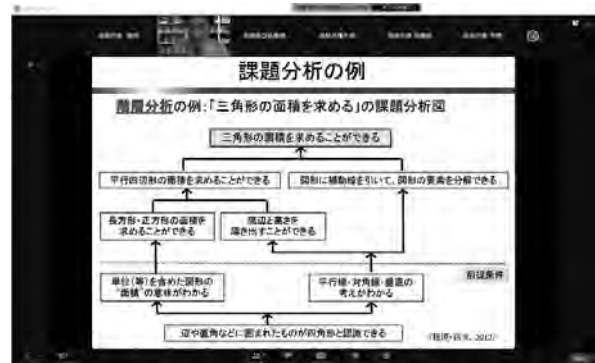 課題分析の例
階層分析の例:「三角形の面積を求める」の課題分析図
三角形の面積を求めることができる
平行四辺形の面積を求めることができる
図形に補助線を引いて、図形の要素を分解できる
長方形・正方形の面積を
求めることができる
底辺と高さを
導き出すことができる
前提条件
単位(等)を含めた図形の
"面積"の意味がわかる
平行線・対角線・垂直の
考えがわかる
辺や直角などに囲まれたものが四角形と認識できる